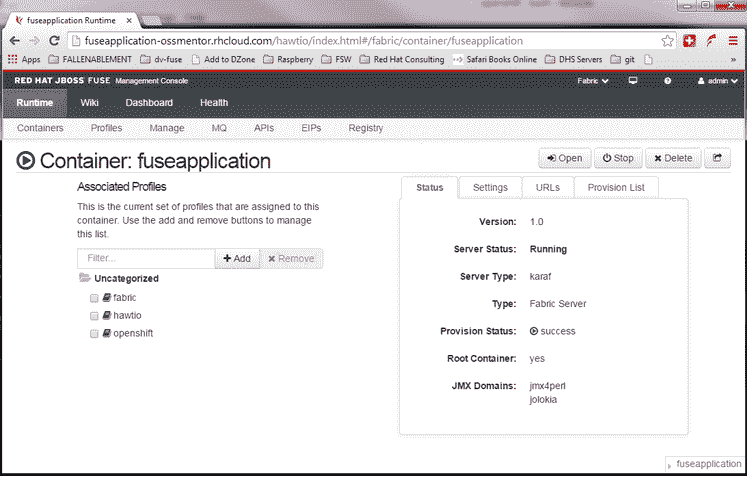 fuseapplication Runtime
fuseapplication-ossmentor.rhcloud.com/hawtio/index.html#/fabric/container/fuseapplication
Apps FALLENABLEMENT dv-fuse Add to DZone Raspberry FSW Red Hat Consulting Safari Books Online DHS Server git »
RED HAT JBOSS FUSE Management Console Fabric admin
Runtime Wiki Dashboard Health
Containers Profiles Manage MQ APIs EIPs Registry
Container: fuseapplication Open Stop Delete
Associated Profiles
This is the current set of profiles that are assigned to this
container. Use the add and remove buttons to manage
this list.
Filter... Add Remove
Uncategorized
fabric
hawtio
openshift
Status Settings URLs Provision List
Version: 1.0
Server Status: Running
Server Type: karaf
Type: Fabric Server
Provision Status: success
Root Container: yes
JMX Domains: jmx4perl
jolokia
fuseapplication